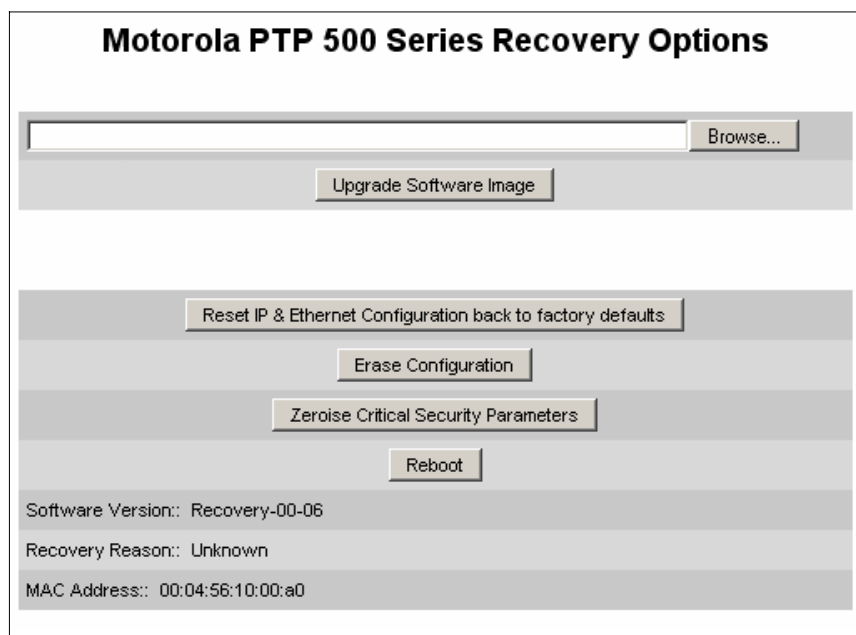 Motorola PTP 500 Series Recovery Options
Browse...
Upgrade Software Image
Reset IP & Ethernet Configuration back to factory defaults
Erase Configuration
Zeroise Critical Security Parameters
Reboot
Software Version:: Recovery-00-06
Recovery Reason:: Unknown
MAC Address:: 00:04:56:10:00:a0